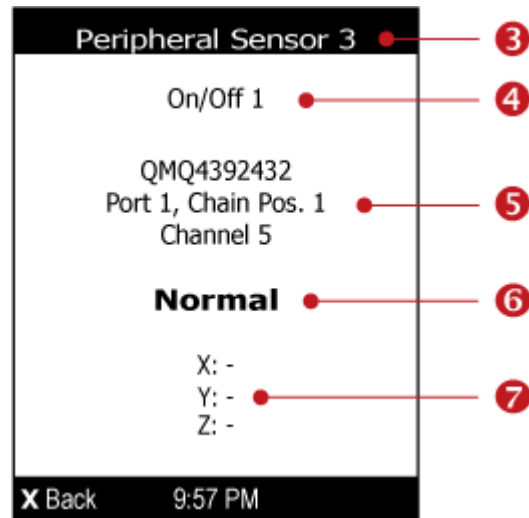 Peripheral Sensor 3
3
On/Off 1
4
QMQ4392432
Port 1, Chain Pos. 1
5
Channel 5
Normal
6
X: -
Y: -
7
Z: -
X Back 9:57 PM